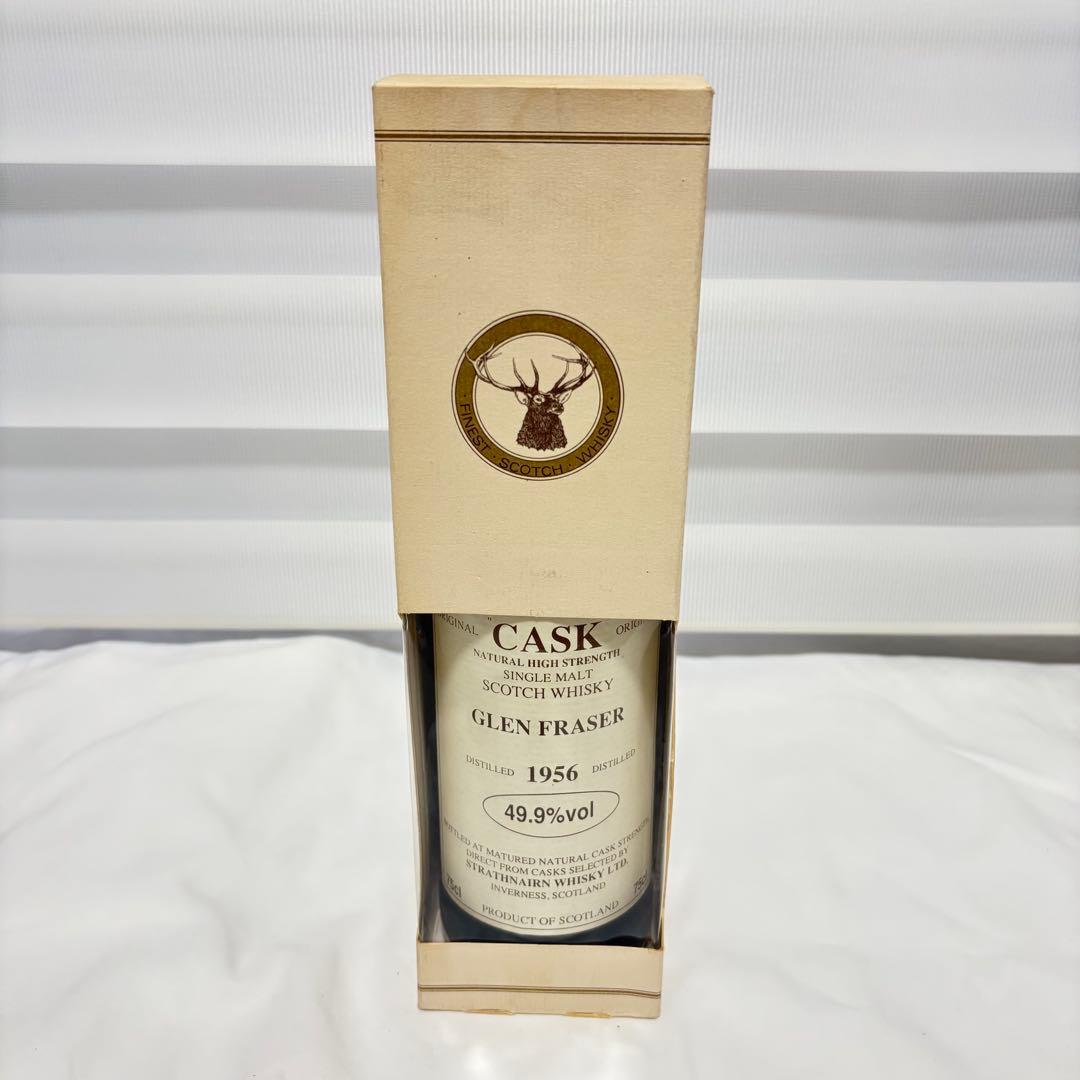 FINEST · SCOTCH · WHISKY
ORIGINAL "CASK
NATURAL HIGH STRENGTH
SINGLE MALT
SCOTCH WHISKY
GLEN FRASER
DISTILLED 1956 DISTILLED
49.9%vol
BOTTLED AT MATURED NATURAL CASK STRENGTH
DIRECT FROM CASKS SELECTED BY
STRATHNAIRN WHISKY LTD.
INVERNESS, SCOTLAND
75cl 75cl
PRODUCT OF SCOTLAND